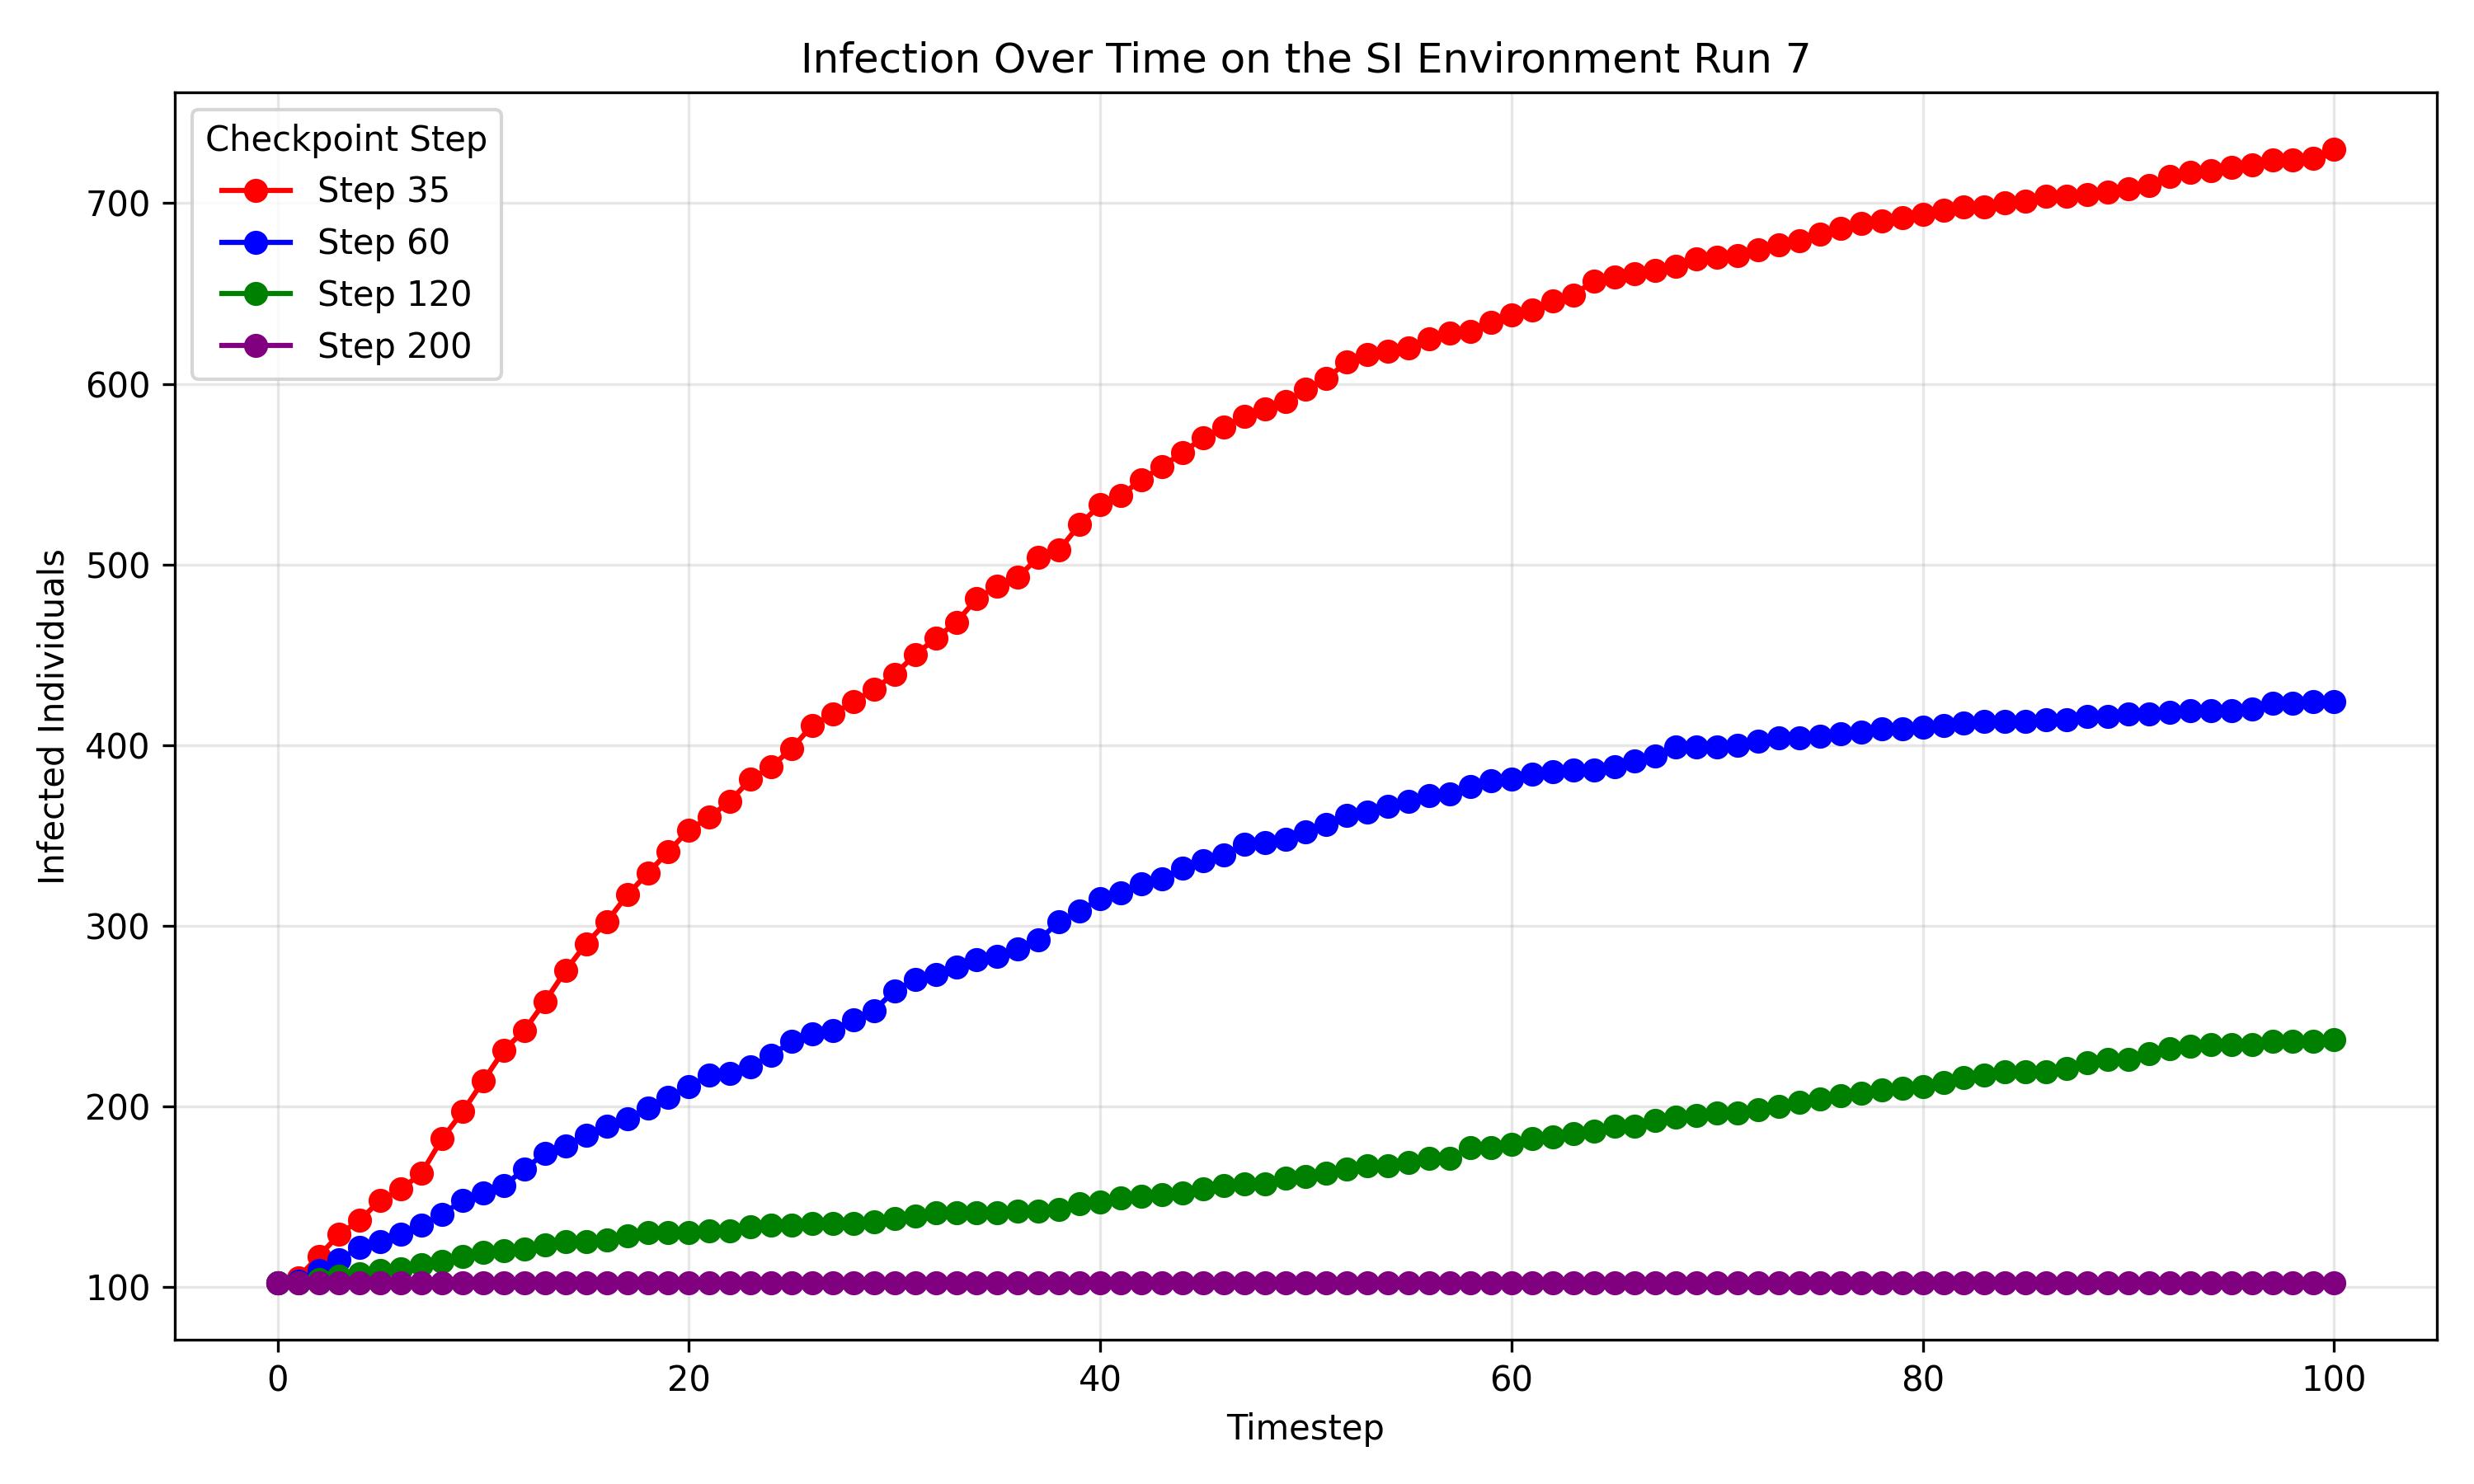 Infection Over Time on the SI Environment Run 7
Checkpoint Step
Step 35
Step 60
Step 120
Step 200
Infected Individuals
700
600
500
400
300
200
100
0 20 40 60 80 100
Timestep